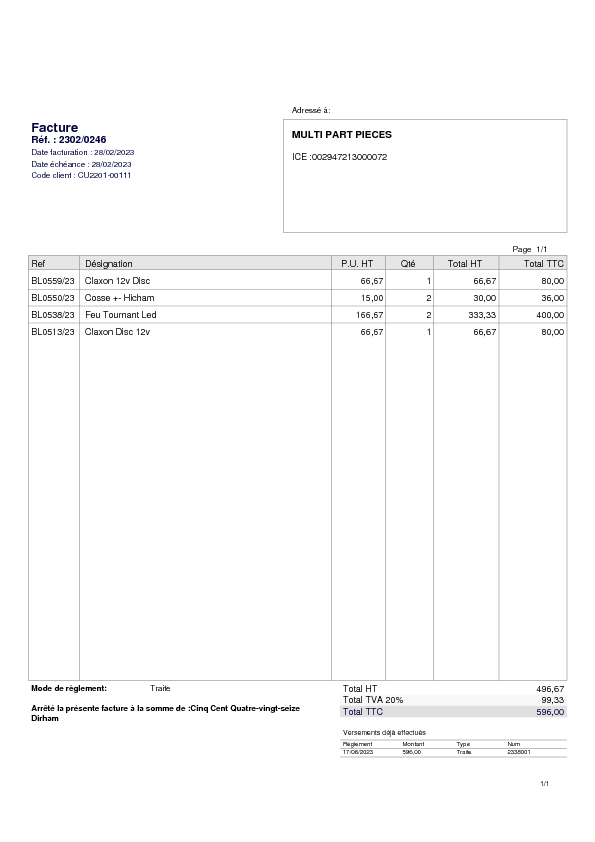 Adressé à:
Facture
Réf. : 2302/0246
Date facturation : 28/02/2023
Date échéance : 28/02/2023
Code client : CU2201-00111
MULTI PART PIECES
ICE :002947213000072
Page 1/1
Ref Désignation P.U. HT Qté Total HT Total TTC
BL0559/23 Claxon 12v Disc 66,67 1 66,67 80,00
BL0550/23 Cosse +- Hicham 15,00 2 30,00 36,00
BL0538/23 Feu Tournant Led 166,67 2 333,33 400,00
BL0513/23 Claxon Disc 12v 66,67 1 66,67 80,00
Mode de règlement: Traite
Arrêté la présente facture à la somme de :Cinq Cent Quatre-vingt-seize
Dirham
Total HT 496,67
Total TVA 20% 99,33
Total TTC 596,00
Versements déjà effectués
Règlement Montant Type Num
17/06/2023 596,00 Traite 2338001
1/1